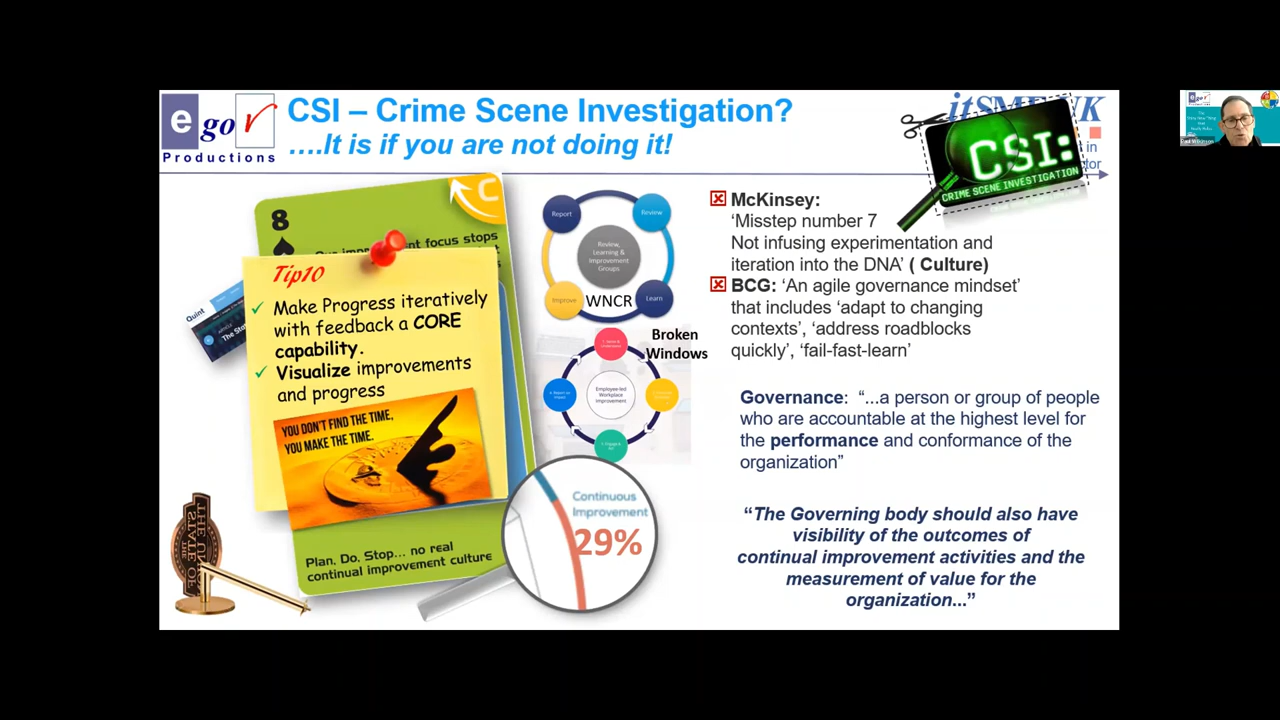 e go r
Productions
CSI – Crime Scene Investigation?
….It is if you are not doing it!
itSMF UK
CSI:
CRIME SCENE INVESTIGATION
8
focus stops
Tip10
Make Progress iteratively
with feedback a CORE
capability.
Visualize improvements
and progress
YOU DON'T FIND THE TIME,
YOU MAKE THE TIME.
Plan, Do, Stop... no real
continual improvement culture
Quint
The Sta
Report
Review
Review,
Learning &
Improvement
Groups
Improve
WNCR
Learn
Broken
Windows
Employee-led
Workplace
Improvement
Continuous
Improvement
29%
McKinsey:
‘Misstep number 7
Not infusing experimentation and
iteration into the DNA’ ( Culture)
BCG: ‘An agile governance mindset’
that includes ‘adapt to changing
contexts’, ‘address roadblocks
quickly’, ‘fail-fast-learn’
Governance: “...a person or group of people
who are accountable at the highest level for
the performance and conformance of the
organization”
“The Governing body should also have
visibility of the outcomes of
continual improvement activities and the
measurement of value for the
organization...”
Paul Wilkinson